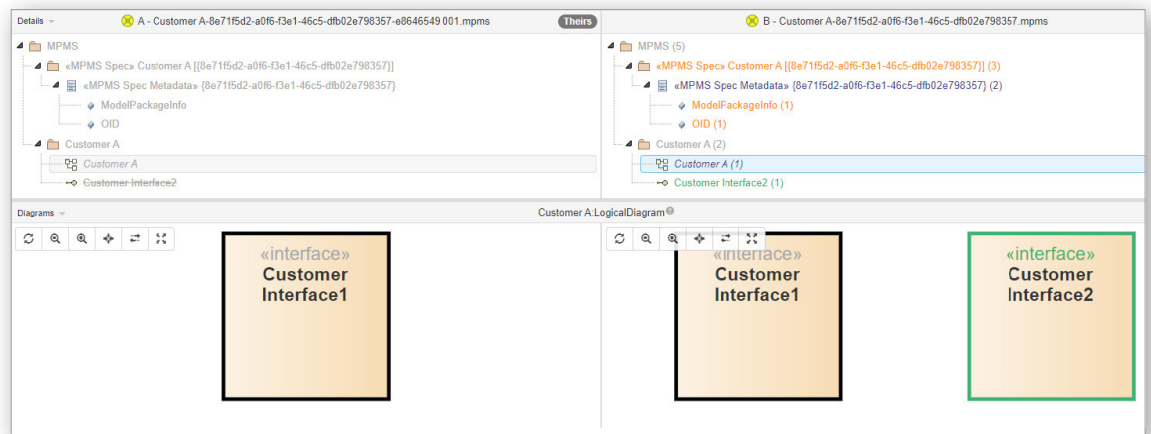 Details
A - Customer A-8e71f5d2-a0f6-f3e1-46c5-dfb02e798357-e8646549 001.mpms
Theirs
B - Customer A-8e71f5d2-a0f6-f3e1-46c5-dfb02e798357.mpms
MPMS
«MPMS Spec» Customer A [{8e71f5d2-a0f6-f3e1-46c5-dfb02e798357}]
«MPMS Spec Metadata» {8e71f5d2-a0f6-f3e1-46c5-dfb02e798357}
ModelPackageInfo
OID
Customer A
Customer A
Customer Interface2
MPMS (5)
«MPMS Spec» Customer A [{8e71f5d2-a0f6-f3e1-46c5-dfb02e798357}] (3)
«MPMS Spec Metadata» {8e71f5d2-a0f6-f3e1-46c5-dfb02e798357} (2)
ModelPackageInfo (1)
OID (1)
Customer A (2)
Customer A (1)
Customer Interface2 (1)
Diagrams
Customer A:LogicalDiagram
«interface»
Customer
Interface1
«interface»
Customer
Interface1
«interface»
Customer
Interface2